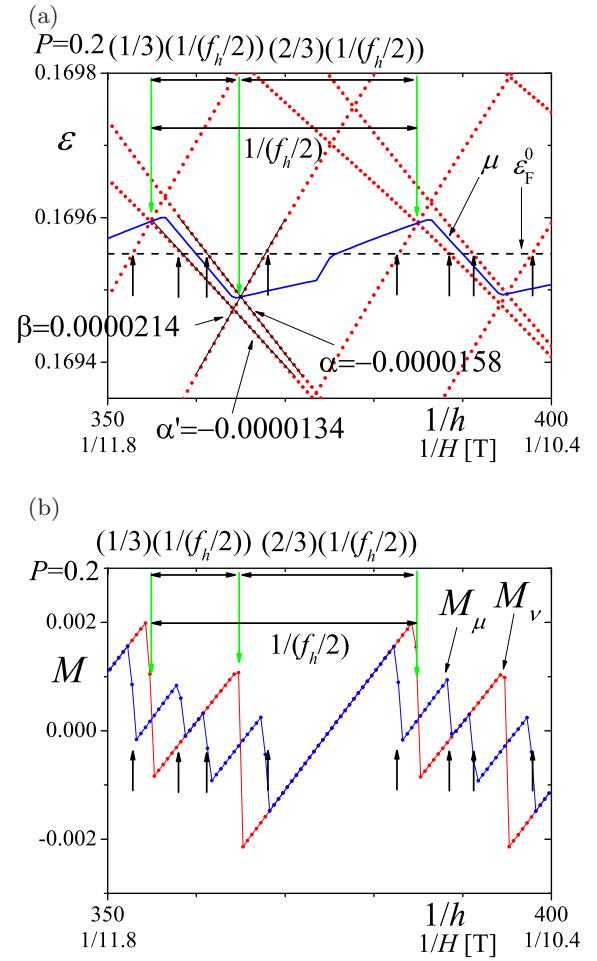 (a)
P=0.2 (1/3)(1/(f_h/2)) (2/3)(1/(f_h/2))
0.1698
ε
1/(f_h/2)
μ
ε_F^0
0.1696
β=0.0000214
α=−0.0000158
0.1694
α'=−0.0000134
350
1/h
400
1/11.8
1/H [T]
1/10.4
(b)
(1/3)(1/(f_h/2)) (2/3)(1/(f_h/2))
P=0.2
0.002
M
1/(f_h/2)
M_μ
M_ν
0.000
-0.002
350
1/h
400
1/11.8
1/H [T]
1/10.4